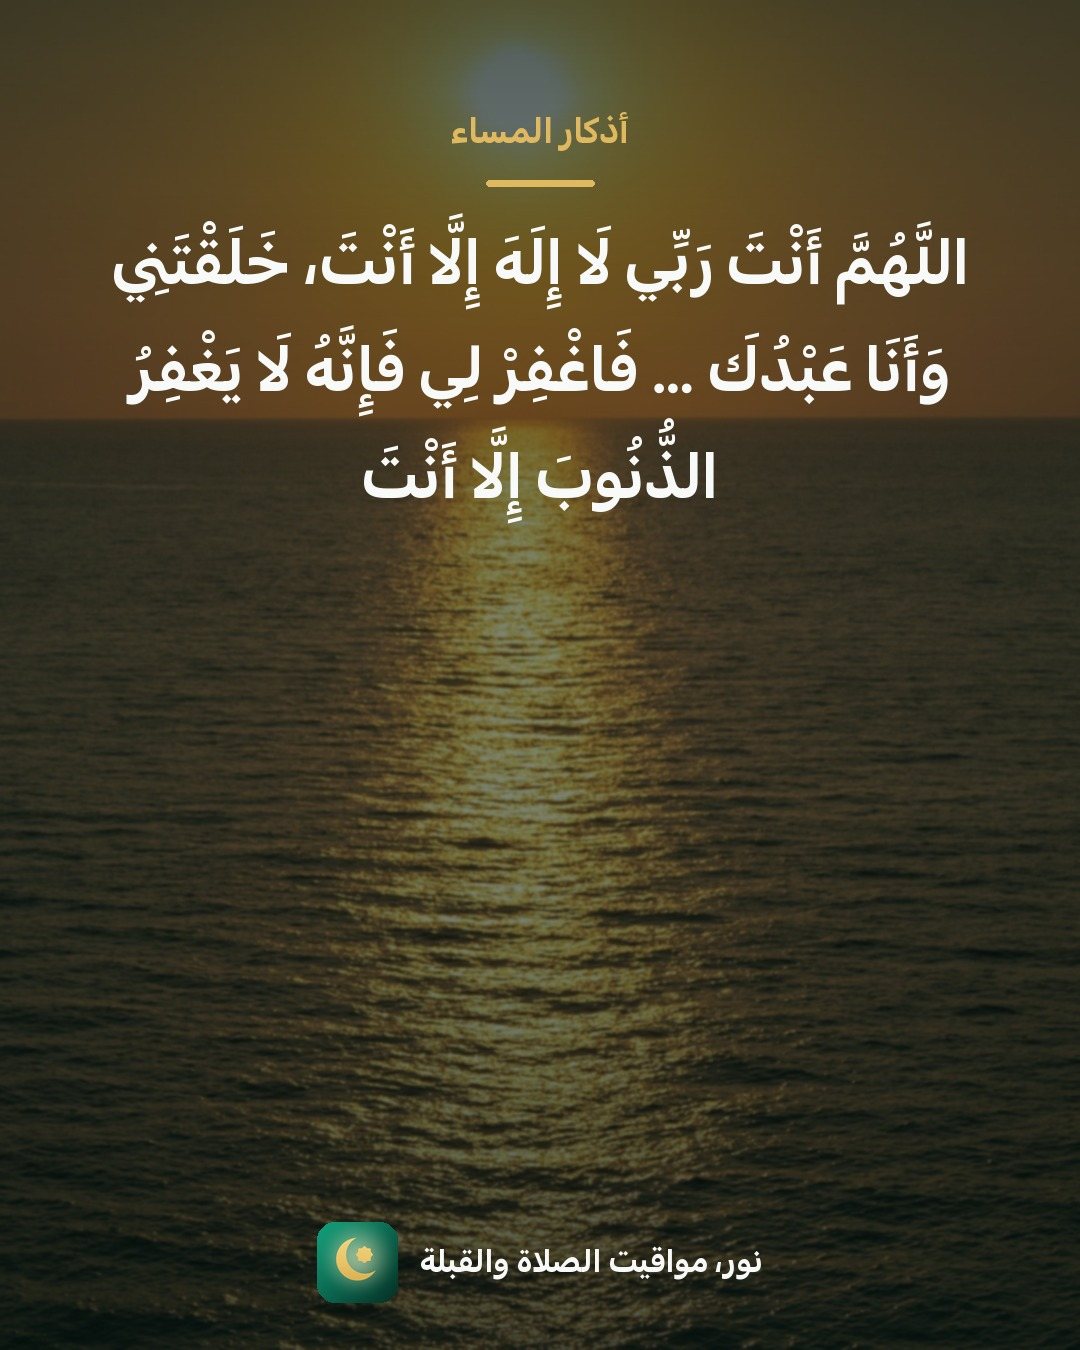 أذكار المساء
اللَّهُمَّ أَنْتَ رَبِّي لَا إِلَهَ إِلَّا أَنْتَ، خَلَقْتَنِي
وَأَنَا عَبْدُكَ ... فَاغْفِرْ لِي فَإِنَّهُ لَا يَغْفِرُ
الذُّنُوبَ إِلَّا أَنْتَ
نور، مواقيت الصلاة والقبلة